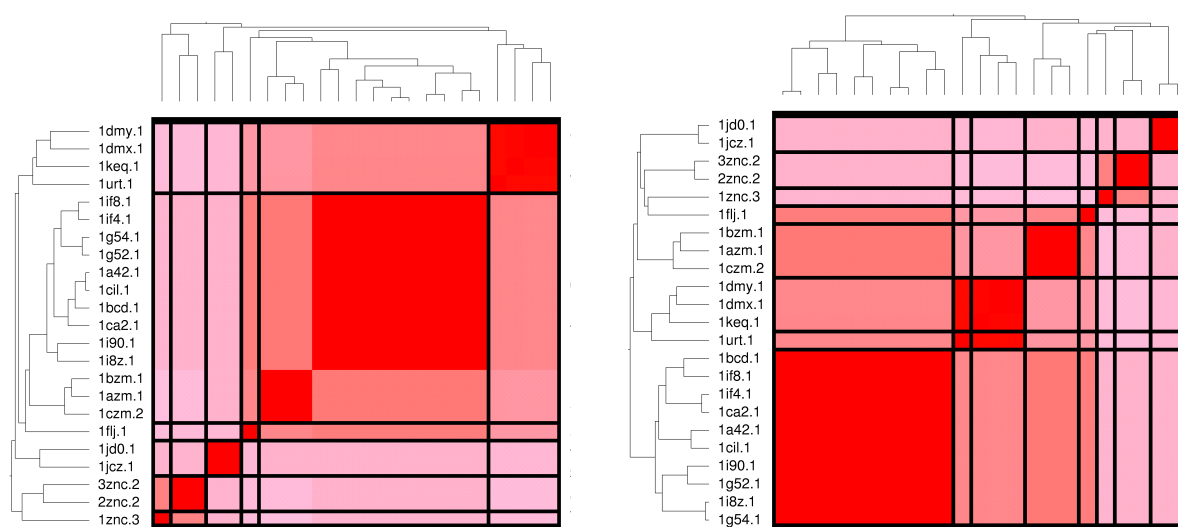 1dmy.1
1dmx.1
1keq.1
1urt.1
1if8.1
1if4.1
1g54.1
1g52.1
1a42.1
1cil.1
1bcd.1
1ca2.1
1i90.1
1i8z.1
1bzm.1
1azm.1
1czm.2
1flj.1
1jd0.1
1jcz.1
3znc.2
2znc.2
1znc.3
1jd0.1
1jcz.1
3znc.2
2znc.2
1znc.3
1flj.1
1bzm.1
1azm.1
1czm.2
1dmy.1
1dmx.1
1keq.1
1urt.1
1bcd.1
1if8.1
1if4.1
1ca2.1
1a42.1
1cil.1
1i90.1
1g52.1
1i8z.1
1g54.1